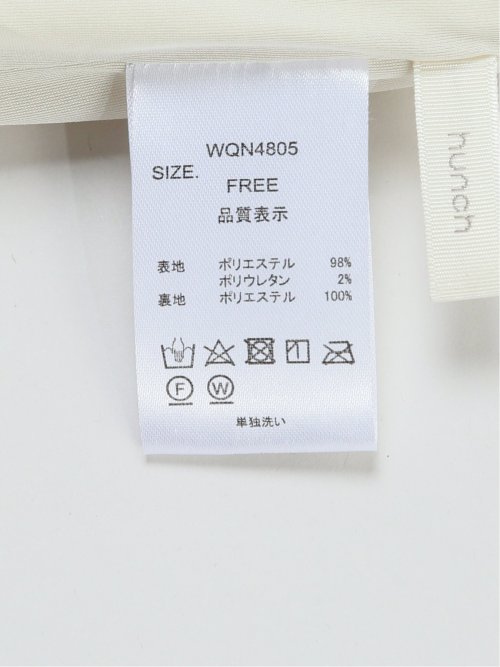 WQN4805
SIZE.
FREE
品質表示
表地 ポリエステル 98%
ポリウレタン 2%
裏地 ポリエステル 100%
F W
単独洗い
hunch